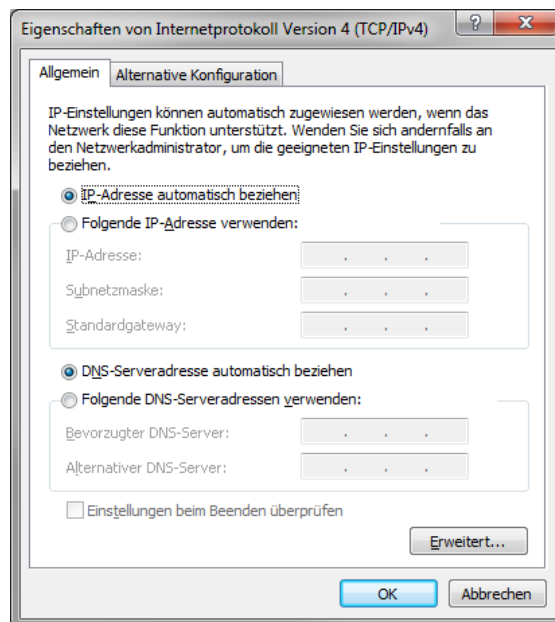 Eigenschaften von Internetprotokoll Version 4 (TCP/IPv4)
Allgemein
Alternative Konfiguration
IP-Einstellungen können automatisch zugewiesen werden, wenn das
Netzwerk diese Funktion unterstützt. Wenden Sie sich andernfalls an
den Netzwerkadministrator, um die geeigneten IP-Einstellungen zu
beziehen.
IP-Adresse automatisch beziehen
Folgende IP-Adresse verwenden:
IP-Adresse:
Subnetzmaske:
Standardgateway:
DNS-Serveradresse automatisch beziehen
Folgende DNS-Serveradressen verwenden:
Bevorzugter DNS-Server:
Alternativer DNS-Server:
Einstellungen beim Beenden überprüfen
Erweitert...
OK
Abbrechen